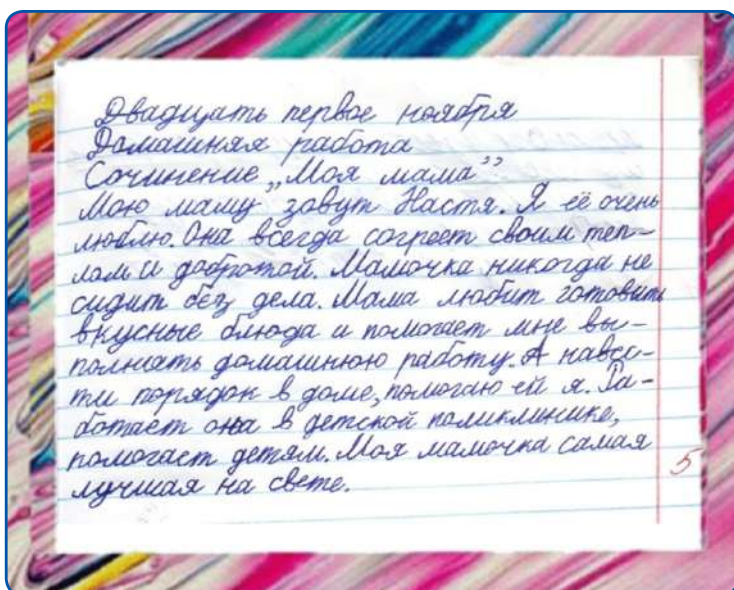 Двадцать первое ноября
Домашняя работа
Сочинение „Моя мама”
Мою маму зовут Настя. Я её очень
люблю. Она всегда согреет своим теп-
лом и добротой. Мамочка никогда не
сидит без дела. Мама любит готовить
вкусные блюда и помогает мне вы-
полнять домашнюю работу. А навес-
ти порядок в доме, помогаю ей я. Ра-
ботает она в детской поликлинике,
помогает детям. Моя мамочка самая
лучшая на свете.
5